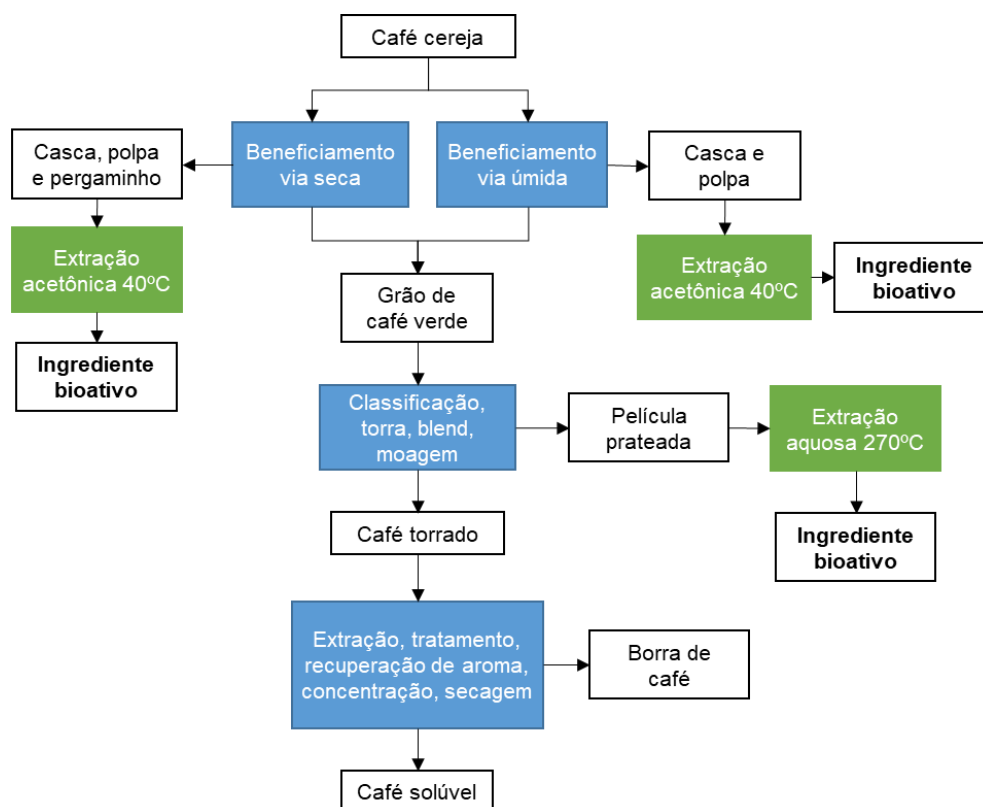 Café cereja
Beneficiamento
via seca
Beneficiamento
via úmida
Casca, polpa
e pergaminho
Casca e
polpa
Extração
acetônica 40ºC
Extração
acetônica 40ºC
Ingrediente
bioativo
Grão de
café verde
Ingrediente
bioativo
Classificação,
torra, blend,
moagem
Película
prateada
Extração
aquosa 270ºC
Café torrado
Ingrediente
bioativo
Extração, tratamento,
recuperação de aroma,
concentração, secagem
Borra de
café
Café solúvel